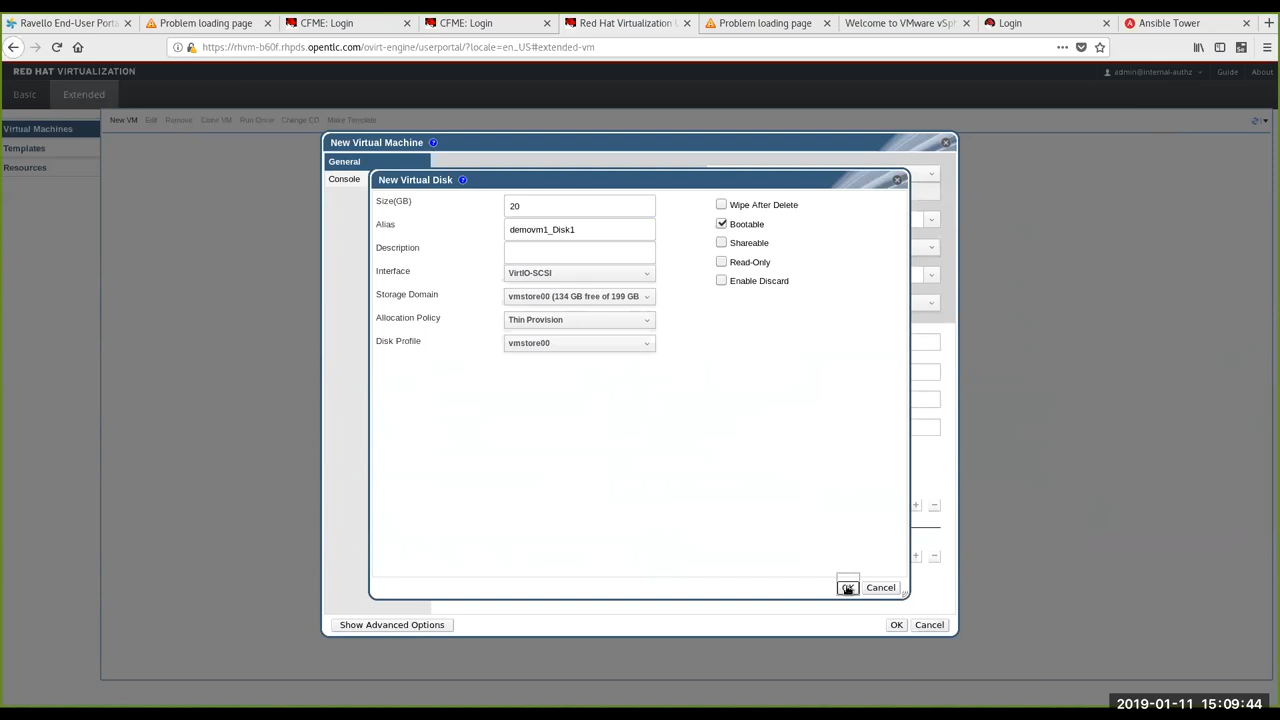 Ravello End-User Porta
Problem loading page
CFME: Login
CFME: Login
Red Hat Virtualization U
Problem loading page
Welcome to VMware vSph
Login
Ansible Tower
https://rhvm-b60f.rhpds.opentlc.com/ovirt-engine/userportal/?locale=en_US#extended-vm
RED HAT VIRTUALIZATION
admin@internal-authz
Guide
About
Basic
Extended
Virtual Machines
Templates
Resources
New VM
Edit
Remove
Clone VM
Run Once
Change CD
Make Template
New Virtual Machine
General
Console
New Virtual Disk
Size(GB)
20
Alias
demovm1_Disk1
Description
Interface
VirtIO-SCSI
Storage Domain
vmstore00 (134 GB free of 199 GB
Allocation Policy
Thin Provision
Disk Profile
vmstore00
Wipe After Delete
Bootable
Shareable
Read-Only
Enable Discard
OK
Cancel
Show Advanced Options
OK
Cancel
2019-01-11 15:09:44